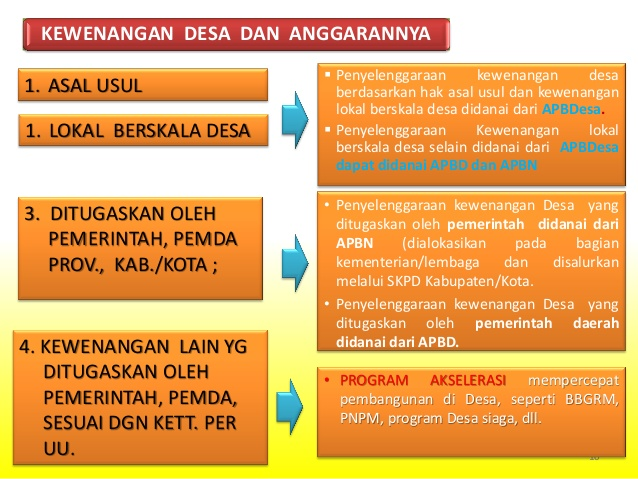 KEWENANGAN DESA DAN ANGGARANNYA
1. ASAL USUL
1. LOKAL BERSKALA DESA
▪ Penyelenggaraan kewenangan desa
berdasarkan hak asal usul dan kewenangan
lokal berskala desa didanai dari APBDesa.
▪ Penyelenggaraan Kewenangan lokal
berskala desa selain didanai dari APBDesa
dapat didanai APBD dan APBN
3. DITUGASKAN OLEH
PEMERINTAH, PEMDA
PROV., KAB./KOTA ;
• Penyelenggaraan kewenangan Desa yang
ditugaskan oleh pemerintah didanai dari
APBN (dialokasikan pada bagian
kementerian/lembaga dan disalurkan
melalui SKPD Kabupaten/Kota.
• Penyelenggaraan kewenangan Desa yang
ditugaskan oleh pemerintah daerah
didanai dari APBD.
4. KEWENANGAN LAIN YG
DITUGASKAN OLEH
PEMERINTAH, PEMDA,
SESUAI DGN KETT. PER
UU.
• PROGRAM AKSELERASI mempercepat
pembangunan di Desa, seperti BBGRM,
PNPM, program Desa siaga, dll.